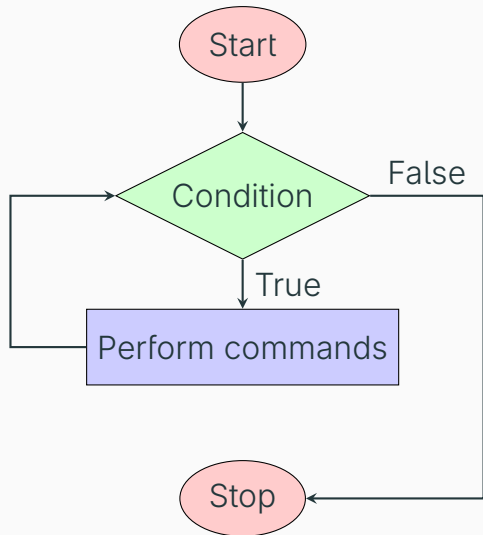 Start
Condition
False
True
Perform commands
Stop